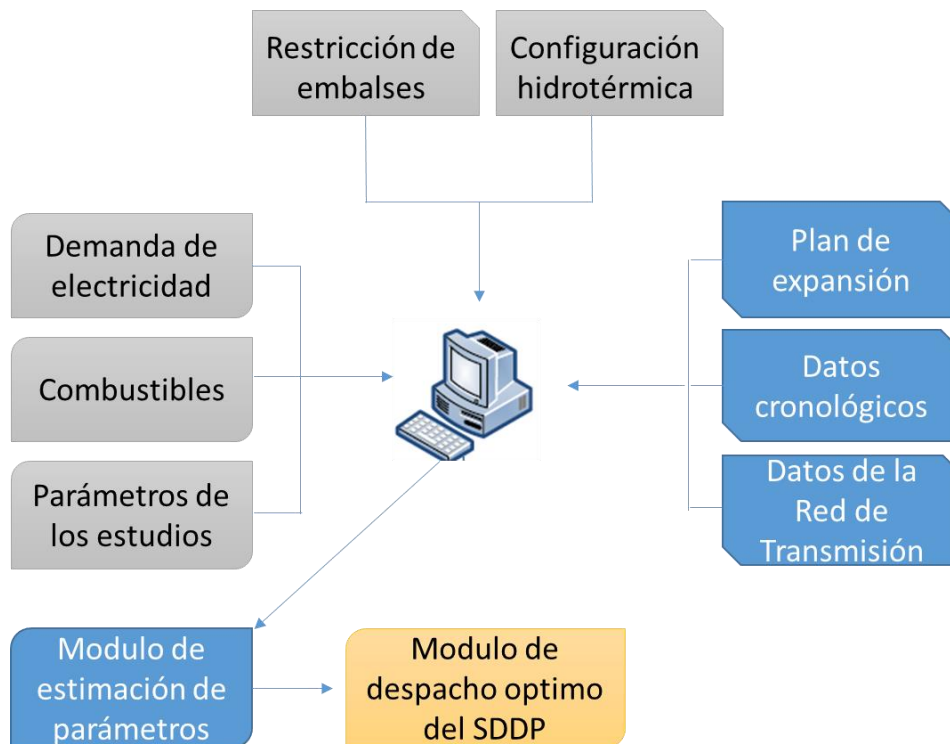 Restricción de
embalses
Configuración
hidrotérmica
Demanda de
electricidad
Combustibles
Parámetros de
los estudios
Plan de
expansión
Datos
cronológicos
Datos de la
Red de
Transmisión
Modulo de
estimación de
parámetros
Modulo de
despacho optimo
del SDDP